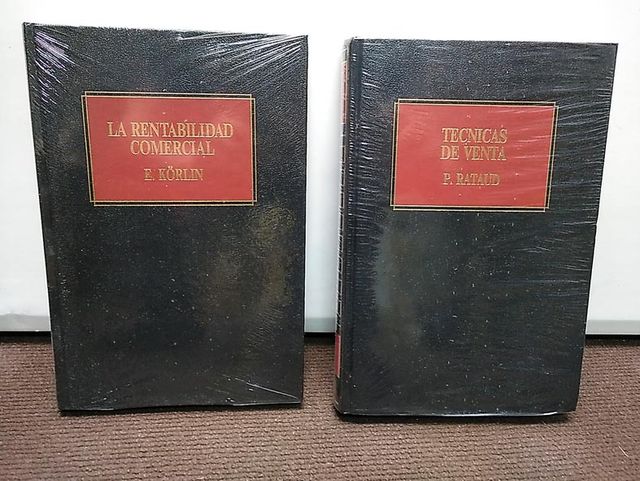 LA RENTABILIDAD
COMERCIAL
E. KÖRLIN
TECNICAS
DE VENTA
P. RATAUD